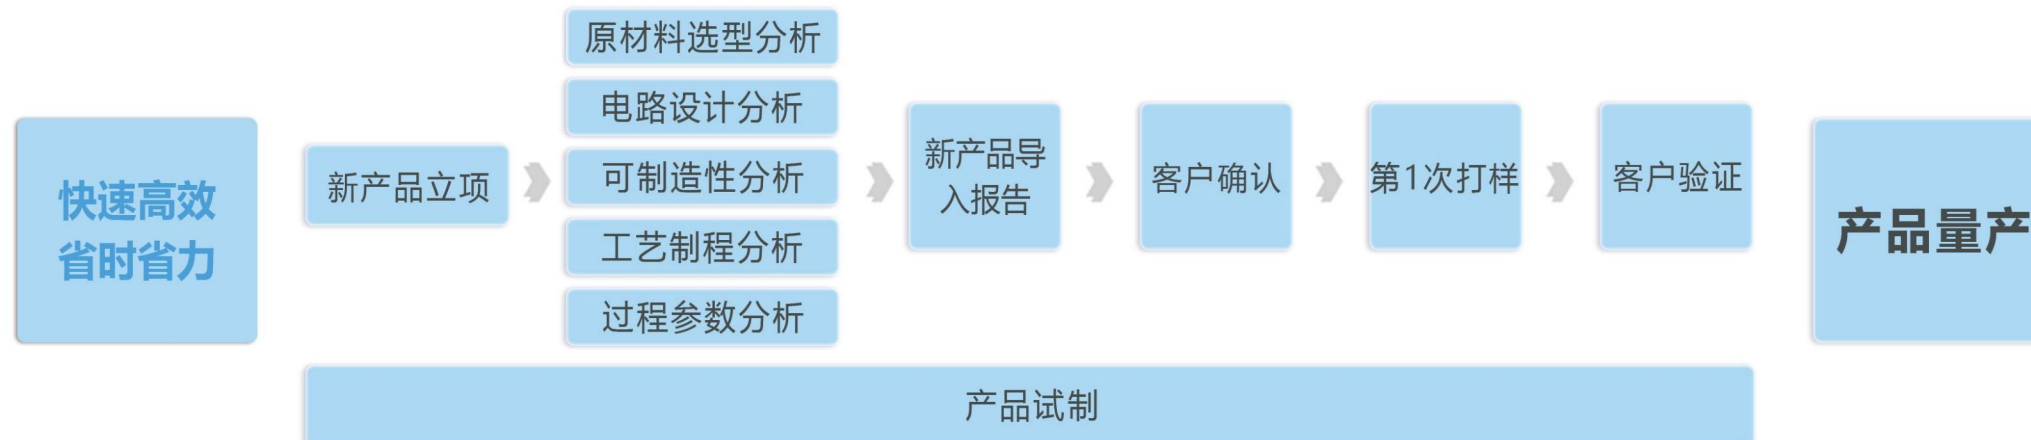 快速高效
省时省力
新产品立项
原材料选型分析
电路设计分析
可制造性分析
工艺制程分析
过程参数分析
新产品导
入报告
客户确认
第1次打样
客户验证
产品量产
产品试制